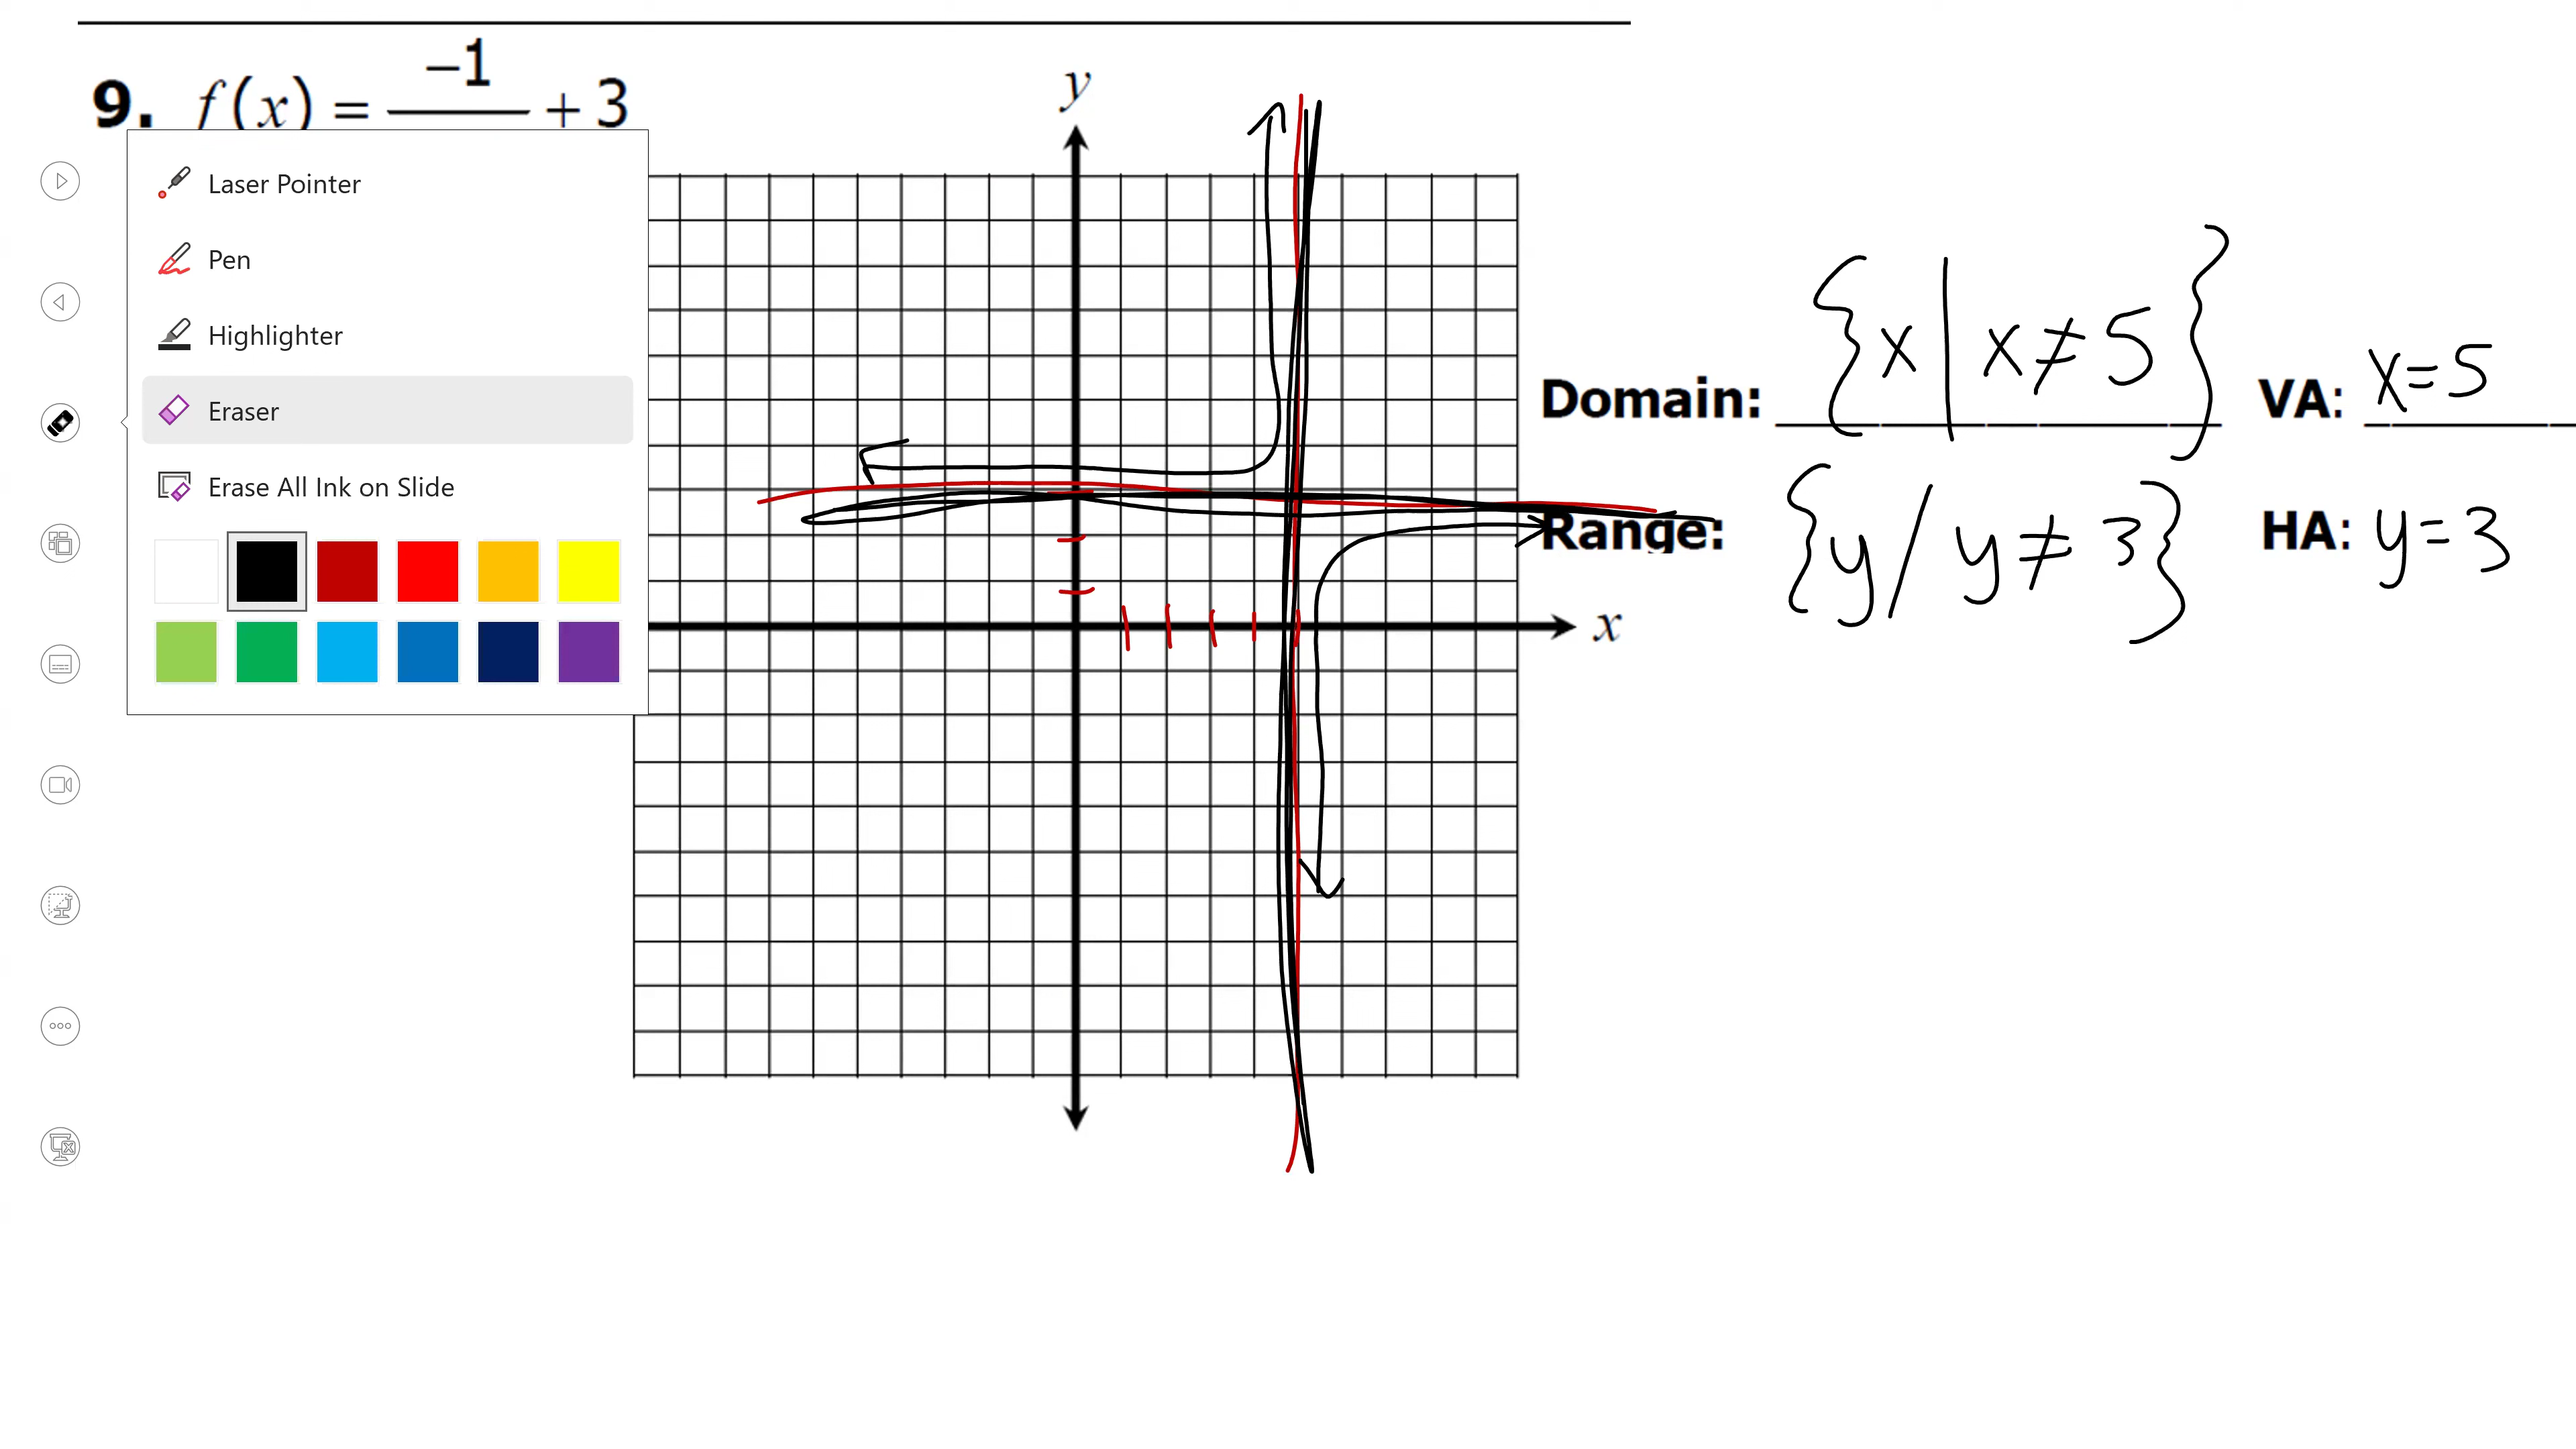 9. f(x) = −1 + 3
Laser Pointer
Pen
Highlighter
Eraser
Erase All Ink on Slide
y
x
Domain: {x | x ≠ 5} VA: x = 5
Range: {y / y ≠ 3} HA: y = 3